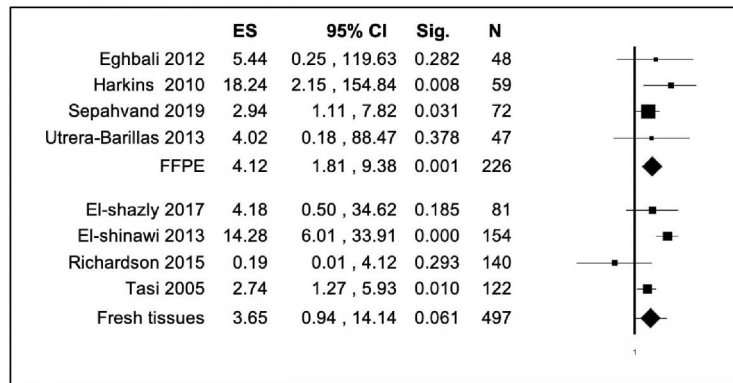 ES 95% CI Sig. N
Eghbali 2012 5.44 0.25 , 119.63 0.282 48
Harkins 2010 18.24 2.15 , 154.84 0.008 59
Sepahvand 2019 2.94 1.11 , 7.82 0.031 72
Utrera-Barillas 2013 4.02 0.18 , 88.47 0.378 47
FFPE 4.12 1.81 , 9.38 0.001 226
El-shazly 2017 4.18 0.50 , 34.62 0.185 81
El-shinawi 2013 14.28 6.01 , 33.91 0.000 154
Richardson 2015 0.19 0.01 , 4.12 0.293 140
Tasi 2005 2.74 1.27 , 5.93 0.010 122
Fresh tissues 3.65 0.94 , 14.14 0.061 497
1